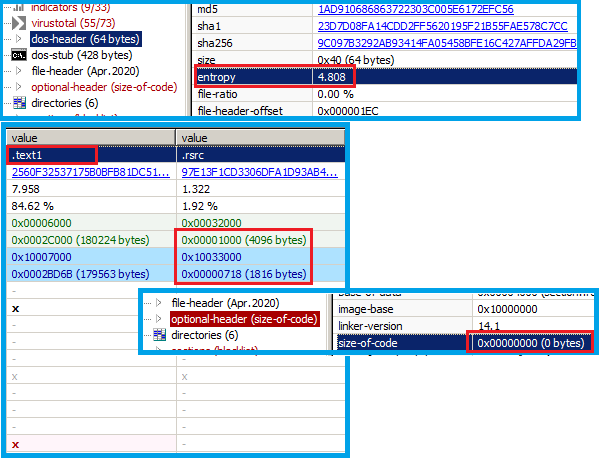 indicators (9/33)
virustotal (55/73)
dos-header (64 bytes)
dos-stub (428 bytes)
file-header (Apr.2020)
optional-header (size-of-code)
directories (6)
md5 1AD910686863722303C005E6172EFC56
sha1 23D7D08FA14CDD2FF5620195F21B55FAE578C7CC
sha256 9C097B3292AB93414FA05458BFE16C427AFFDA29FB
size 0x40 (64 bytes)
entropy 4.808
file-ratio 0.00 %
file-header-offset 0x000001EC
value value
.text1 .rsrc
2560F32537175B0BFB81DC51... 97E13F1CD3306DFA1D93AB4...
7.958 1.322
84.62 % 1.92 %
0x00006000 0x00032000
0x0002C000 (180224 bytes) 0x00001000 (4096 bytes)
0x10007000 0x10033000
0x0002BD6B (179563 bytes) 0x00000718 (1816 bytes)
- -
x -
- -
- -
- -
x x
- -
- -
- -
x -
file-header (Apr.2020)
optional-header (size-of-code)
directories (6)
image-base 0x10000000
linker-version 14.1
size-of-code 0x00000000 (0 bytes)